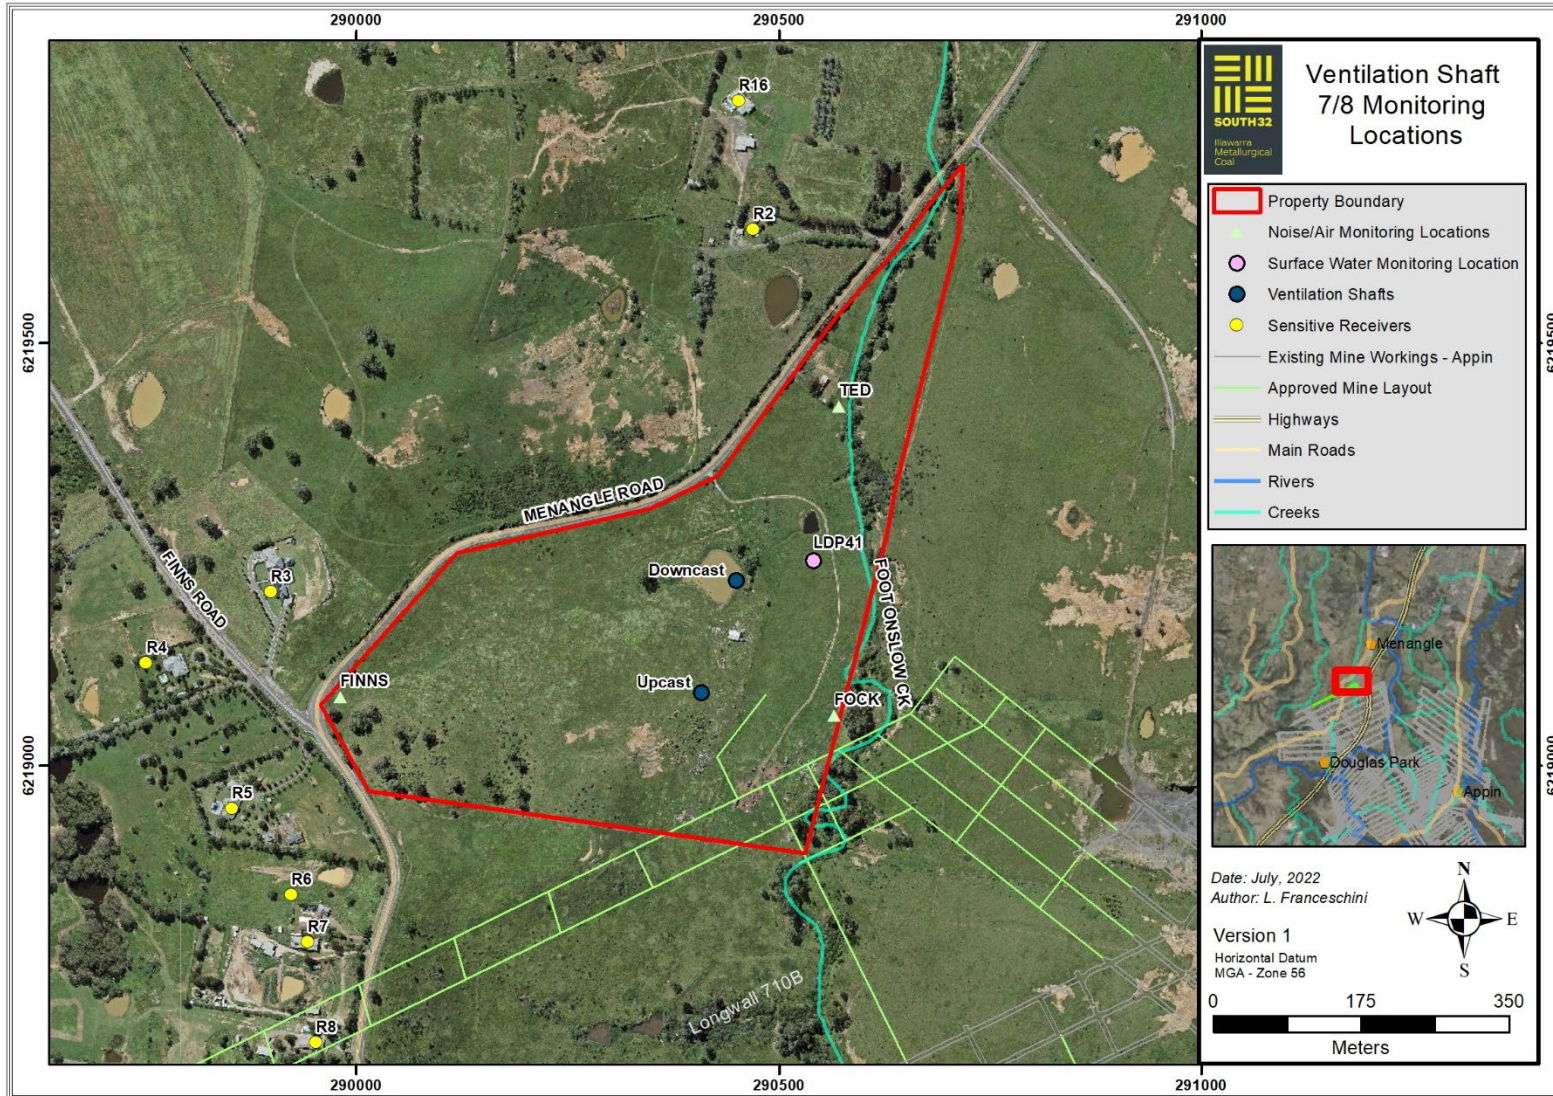 290000
290500
291000
R16
R2
6219500
6219500
TED
MENANGLE ROAD
LDP41
Downcast
FINNS ROAD
R3
FOOT ONSLOW CK
R4
FINNS
Upcast
FOCK
6219000
6219000
R5
R6
R7
Longwall 710B
R8
290000
290500
291000
SOUTH32
Illawarra
Metallurgical
Coal
Ventilation Shaft
7/8 Monitoring
Locations
Property Boundary
Noise/Air Monitoring Locations
Surface Water Monitoring Location
Ventilation Shafts
Sensitive Receivers
Existing Mine Workings - Appin
Approved Mine Layout
Highways
Main Roads
Rivers
Creeks
Menangle
Douglas Park
Appin
Date: July, 2022
Author: L. Franceschini
Version 1
Horizontal Datum
MGA - Zone 56
N
W
E
S
0 175 350
Meters